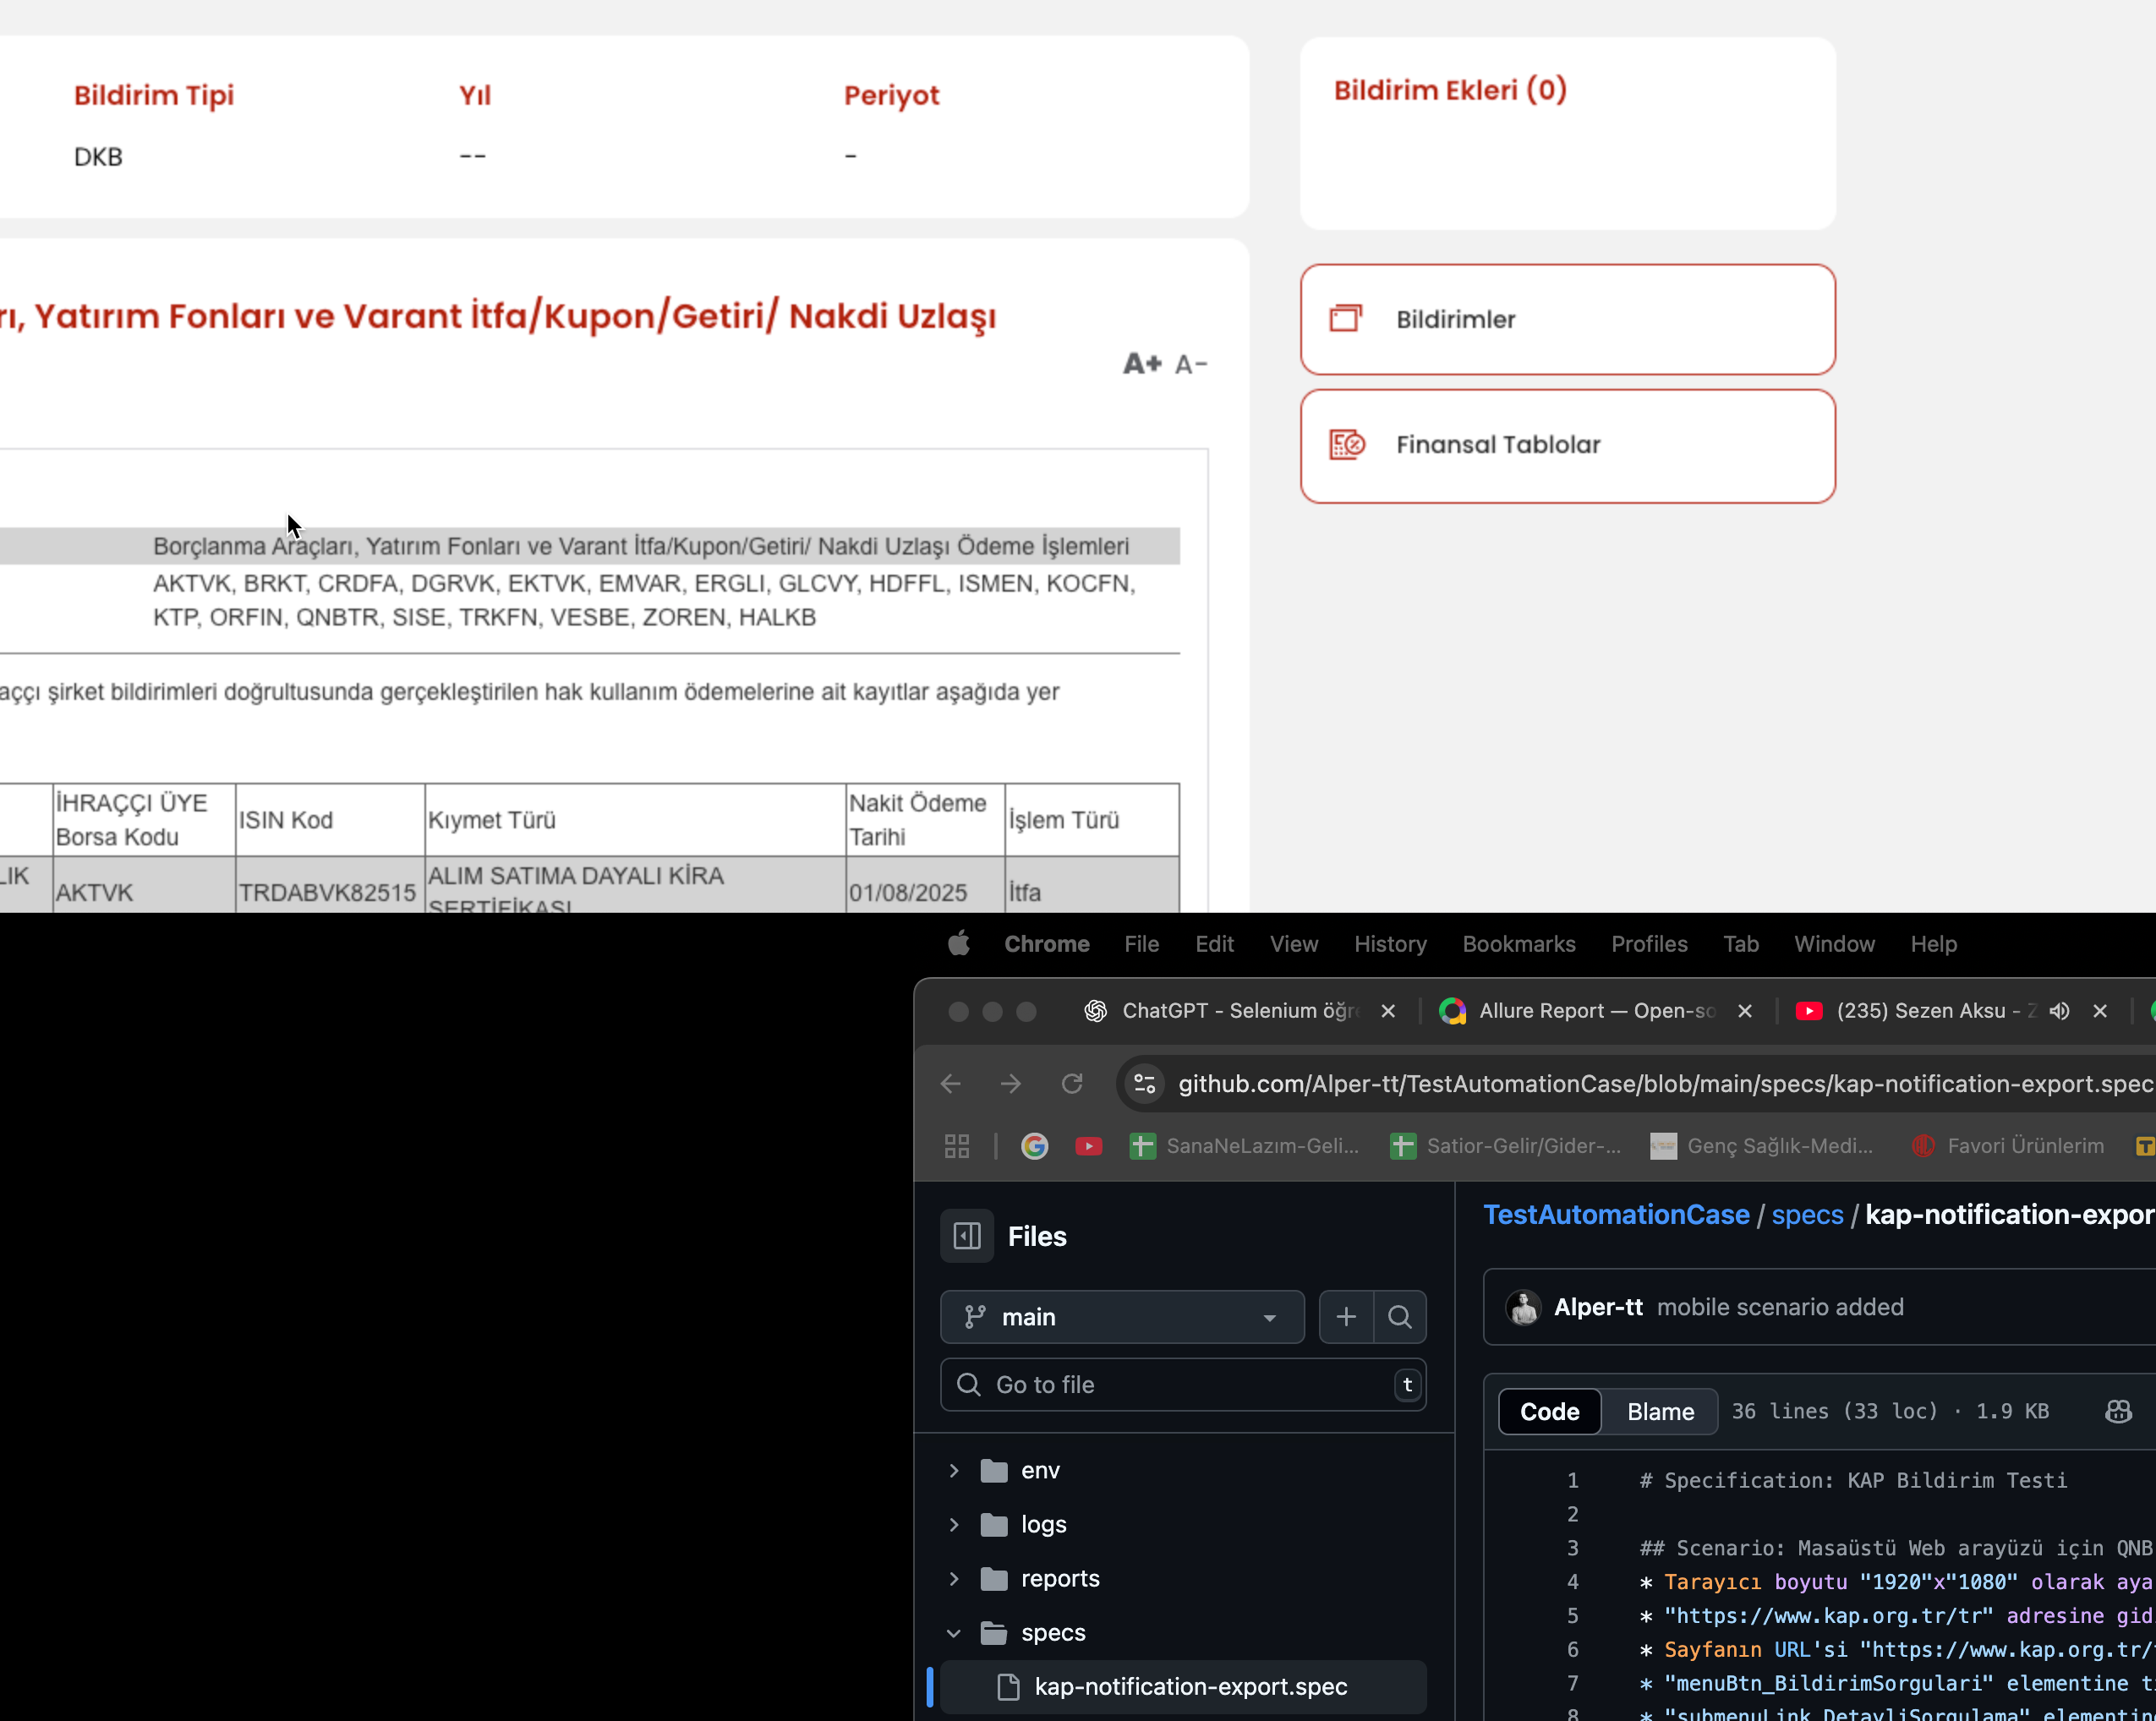 Bildirim Tipi Yıl Periyot
DKB -- -
Bildirim Ekleri (0)
Bildirimler
Finansal Tablolar
rı, Yatırım Fonları ve Varant İtfa/Kupon/Getiri/ Nakdi Uzlaşı
A+ A-
Borçlanma Araçları, Yatırım Fonları ve Varant İtfa/Kupon/Getiri/ Nakdi Uzlaşı Ödeme İşlemleri
AKTVK, BRKT, CRDFA, DGRVK, EKTVK, EMVAR, ERGLI, GLCVY, HDFFL, ISMEN, KOCFN,
KTP, ORFIN, QNBTR, SISE, TRKFN, VESBE, ZOREN, HALKB
açcı şirket bildirimleri doğrultusunda gerçekleştirilen hak kullanım ödemelerine ait kayıtlar aşağıda yer
İHRAÇÇI ÜYE
Borsa Kodu
ISIN Kod
Kıymet Türü
Nakit Ödeme
Tarihi
İşlem Türü
LIK
AKTVK
TRDABVK82515
ALIM SATIMA DAYALI KİRA
SERTİFİKASI
01/08/2025
İtfa
Chrome File Edit View History Bookmarks Profiles Tab Window Help
ChatGPT - Selenium öğre
Allure Report — Open-so
(235) Sezen Aksu - Z
github.com/Alper-tt/TestAutomationCase/blob/main/specs/kap-notification-export.spec
SanaNeLazım-Geli...
Satior-Gelir/Gider-...
Genç Sağlık-Medi...
Favori Ürünlerim
Files
main
Go to file t
env
logs
reports
specs
kap-notification-export.spec
TestAutomationCase / specs / kap-notification-expor
Alper-tt mobile scenario added
Code Blame 36 lines (33 loc) · 1.9 KB
1 # Specification: KAP Bildirim Testi
2
3 ## Scenario: Masaüstü Web arayüzü için QNB
4 * Tarayıcı boyutu "1920"x"1080" olarak aya
5 * "https://www.kap.org.tr/tr" adresine gid
6 * Sayfanın URL'si "https://www.kap.org.tr/
7 * "menuBtn_BildirimSorgulari" elementine t
8 * "submenuLink_DetayliSorgulama" elementin